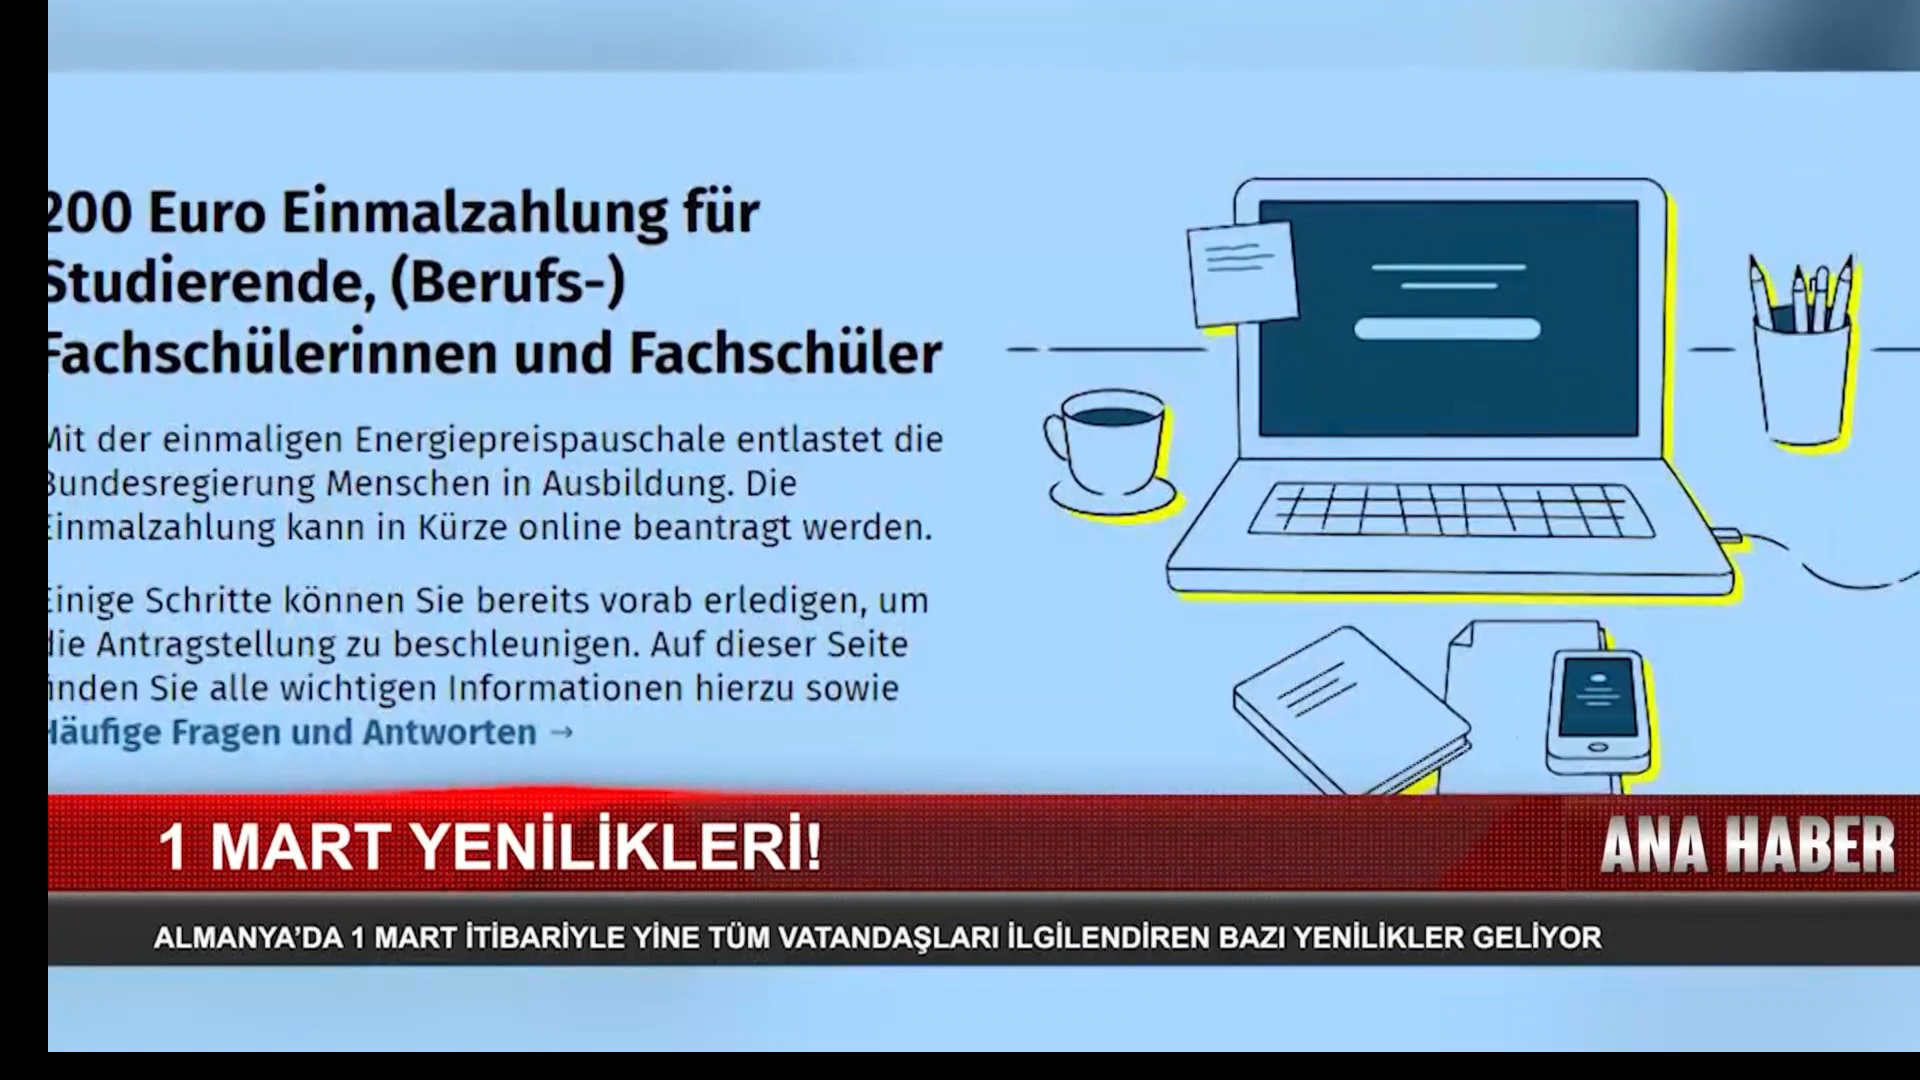 200 Euro Einmalzahlung für
Studierende, (Berufs-)
Fachschülerinnen und Fachschüler
Mit der einmaligen Energiepreispauschale entlastet die
Bundesregierung Menschen in Ausbildung. Die
Einmalzahlung kann in Kürze online beantragt werden.
Einige Schritte können Sie bereits vorab erledigen, um
die Antragstellung zu beschleunigen. Auf dieser Seite
finden Sie alle wichtigen Informationen hierzu sowie
Häufige Fragen und Antworten →
1 MART YENİLİKLERİ!
ANA HABER
ALMANYA’DA 1 MART İTİBARİYLE YİNE TÜM VATANDAŞLARI İLGİLENDİREN BAZI YENİLİKLER GELİYOR